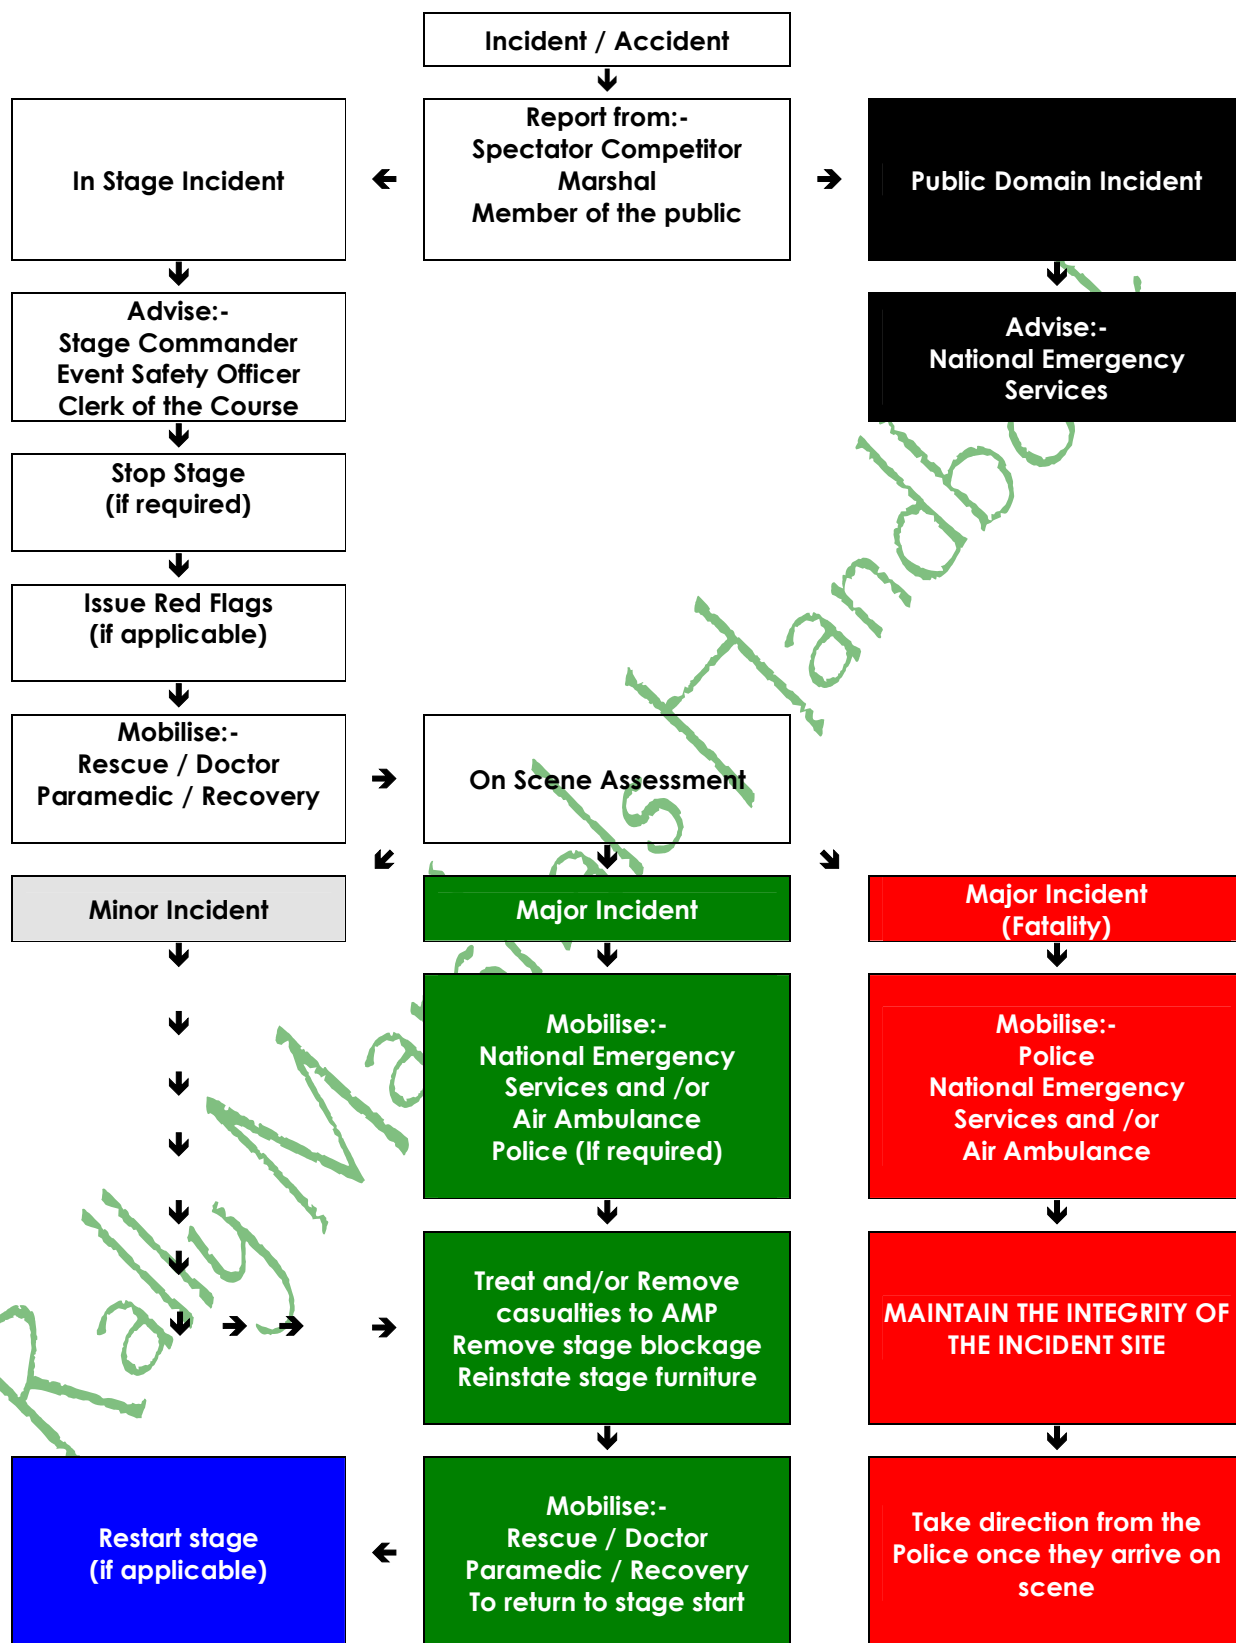 Incident / Accident
Report from:-
Spectator Competitor
Marshal
Member of the public
In Stage Incident
Public Domain Incident
Advise:-
Stage Commander
Event Safety Officer
Clerk of the Course
Advise:-
National Emergency
Services
Stop Stage
(if required)
Issue Red Flags
(if applicable)
Mobilise:-
Rescue / Doctor
Paramedic / Recovery
On Scene Assessment
Minor Incident
Major Incident
Major Incident
(Fatality)
Mobilise:-
National Emergency
Services and /or
Air Ambulance
Police (If required)
Mobilise:-
Police
National Emergency
Services and /or
Air Ambulance
Treat and/or Remove
casualties to AMP
Remove stage blockage
Reinstate stage furniture
MAINTAIN THE INTEGRITY OF
THE INCIDENT SITE
Restart stage
(if applicable)
Mobilise:-
Rescue / Doctor
Paramedic / Recovery
To return to stage start
Take direction from the
Police once they arrive on
scene
Rally Marshals Handbo